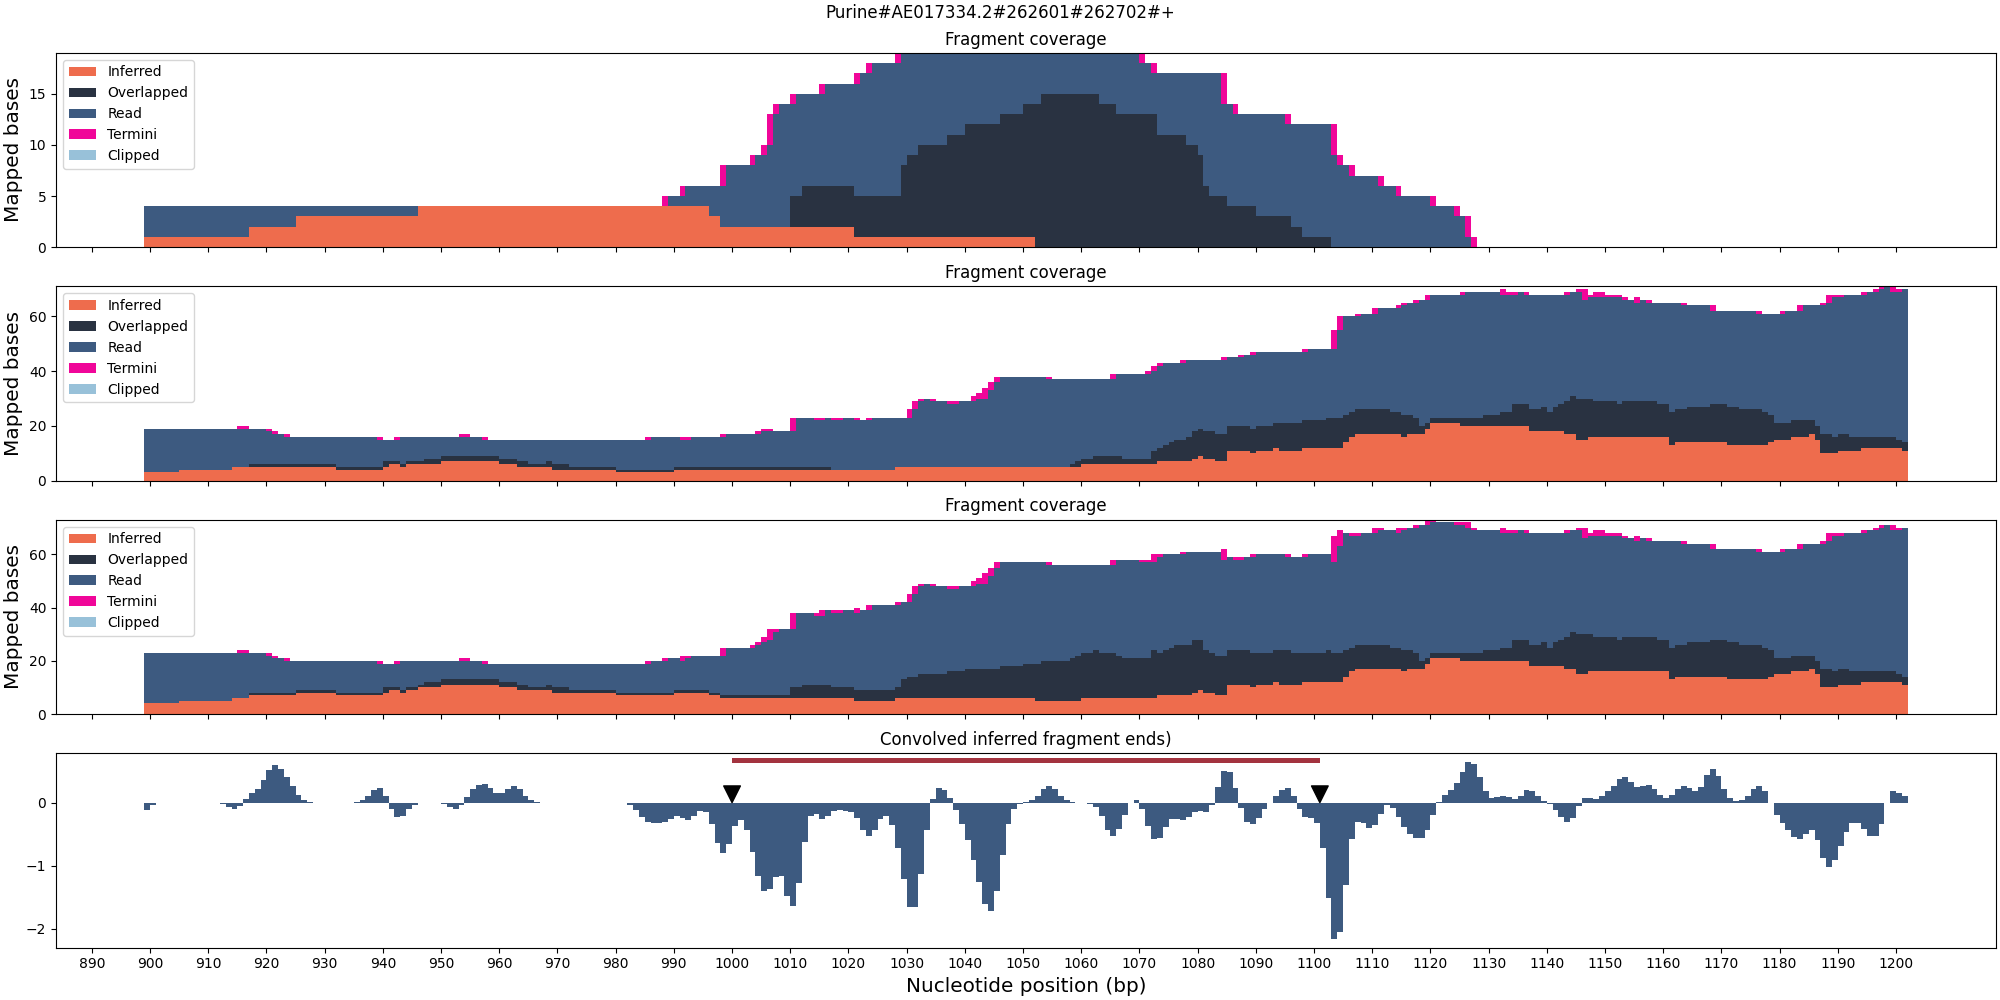 Purine#AE017334.2#262601#262702#+
Fragment coverage
Mapped bases
15
10
5
0
Inferred
Overlapped
Read
Termini
Clipped
Fragment coverage
Mapped bases
60
40
20
0
Inferred
Overlapped
Read
Termini
Clipped
Fragment coverage
Mapped bases
60
40
20
0
Inferred
Overlapped
Read
Termini
Clipped
Convolved inferred fragment ends)
0
−1
−2
890 900 910 920 930 940 950 960 970 980 990 1000 1010 1020 1030 1040 1050 1060 1070 1080 1090 1100 1110 1120 1130 1140 1150 1160 1170 1180 1190 1200
Nucleotide position (bp)